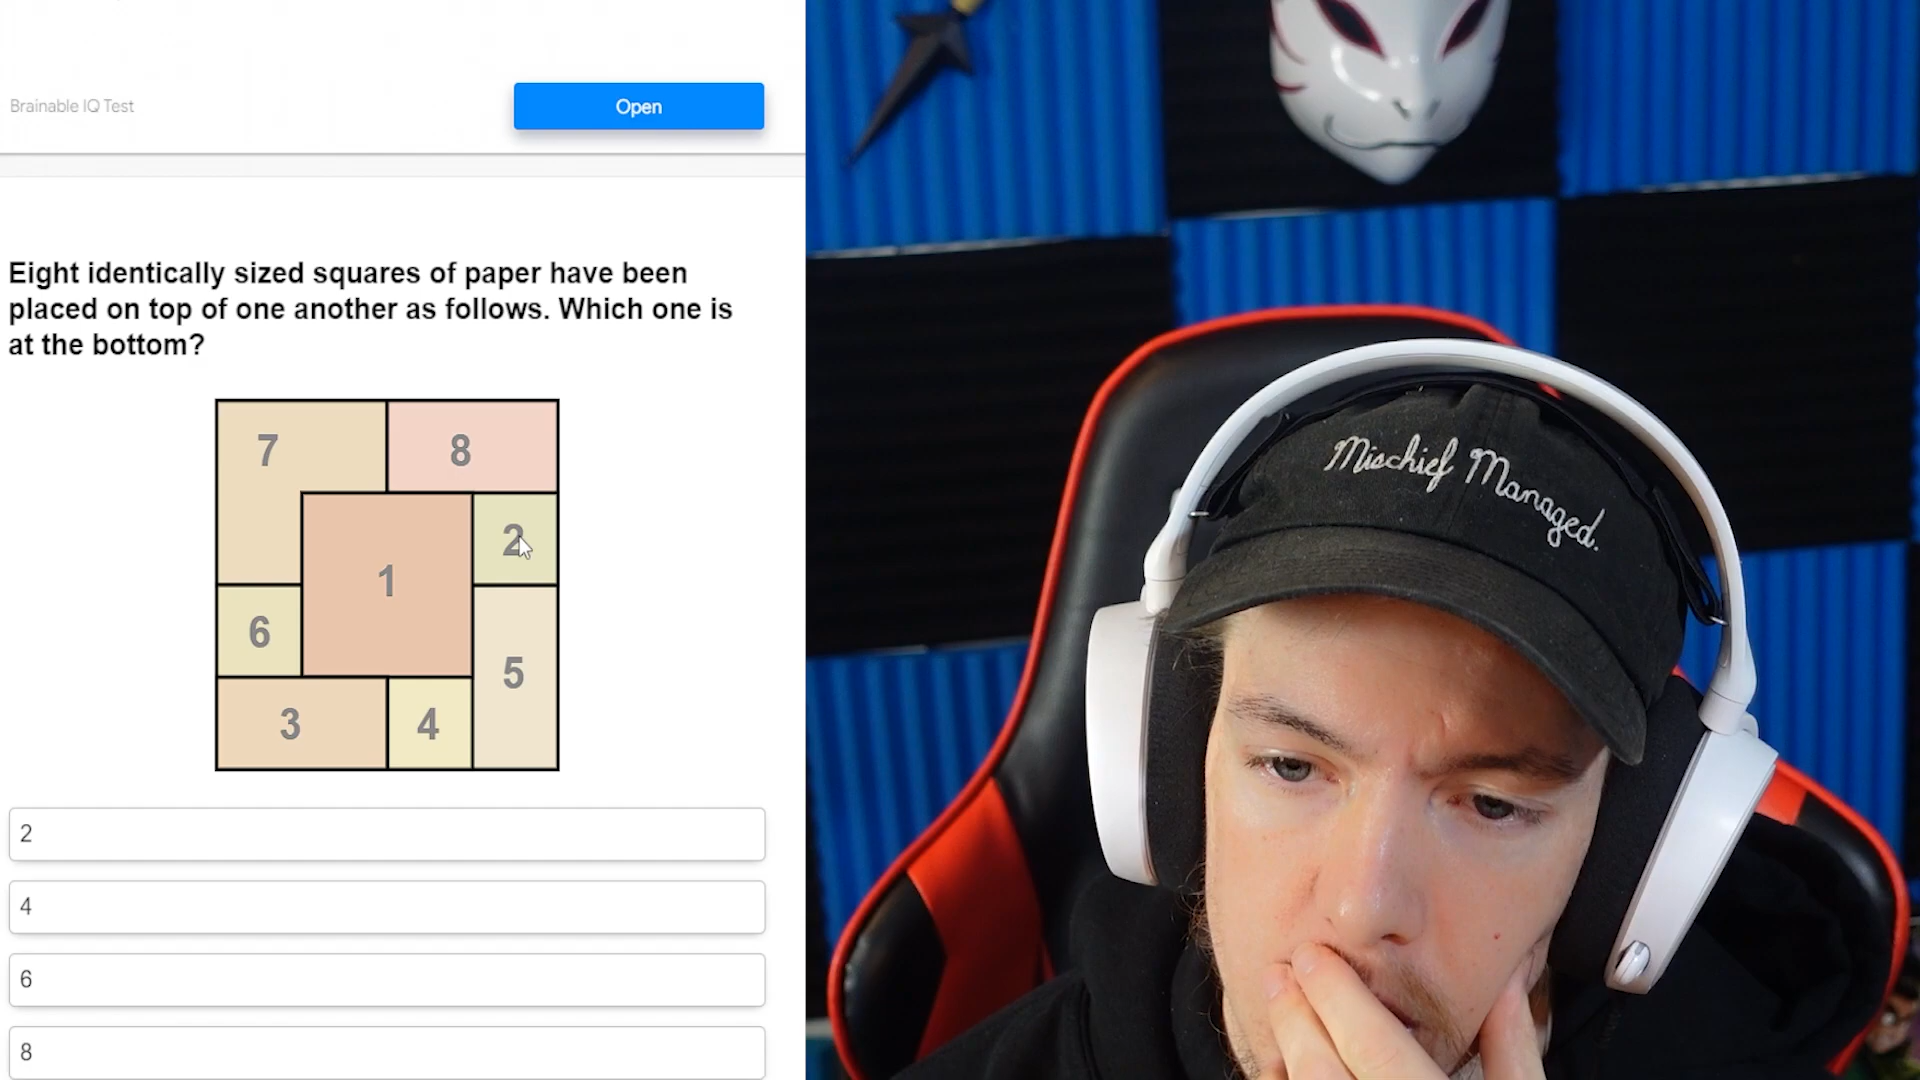 Brainable IQ Test
Open
Eight identically sized squares of paper have been
placed on top of one another as follows. Which one is
at the bottom?
7
8
2
1
6
5
3
4
2
4
6
8
Mischief Managed.